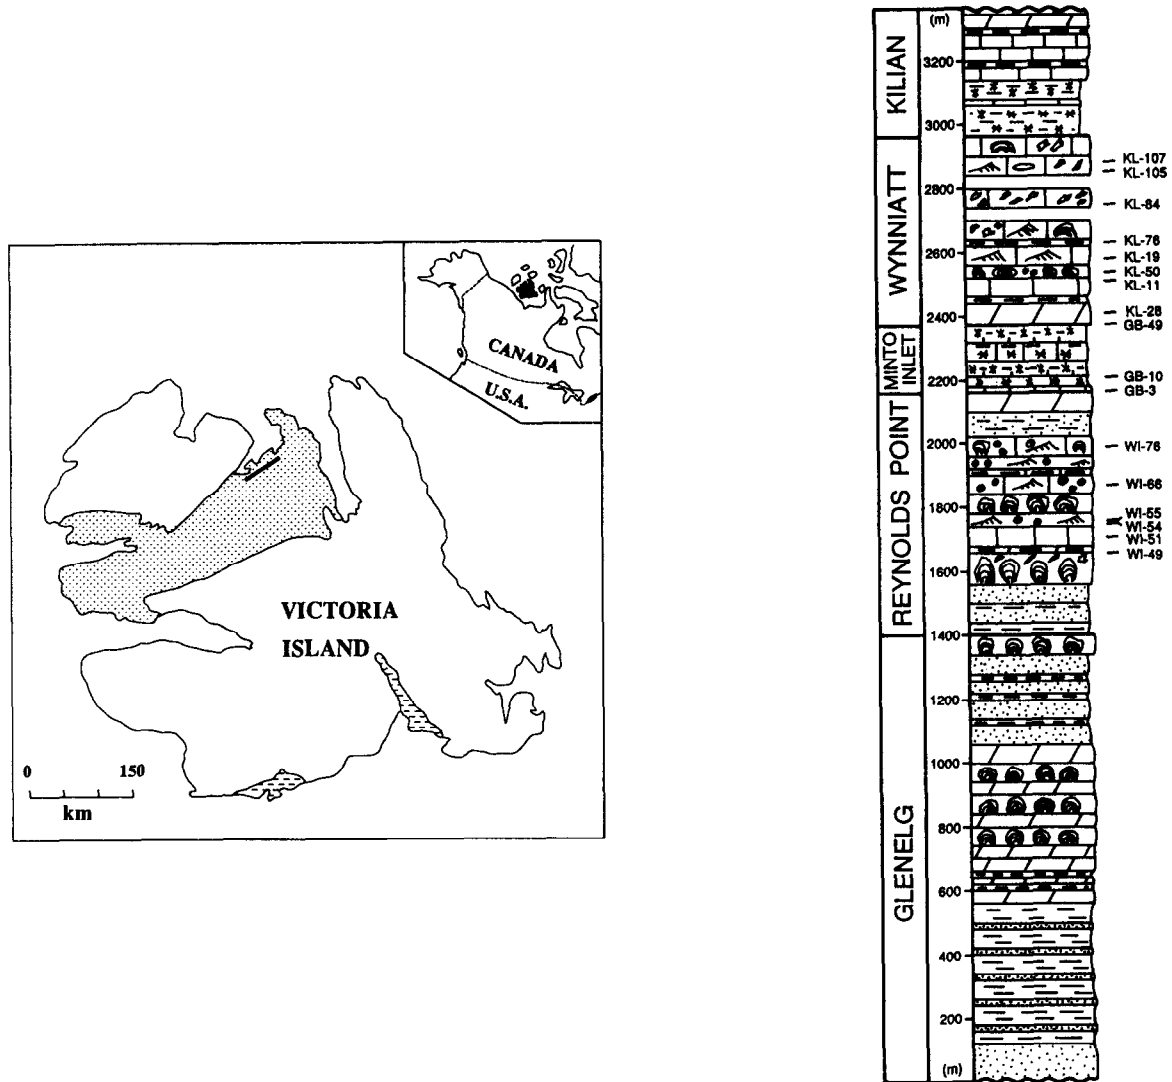 CANADA
U.S.A.
VICTORIA
ISLAND
0 150
km
KILIAN
WYNNIATT
MINTO
INLET
REYNOLDS POINT
GLENELG
(m)
3200
3000
2800
2600
2400
2200
2000
1800
1600
1400
1200
1000
800
600
400
200
(m)
KL-107
KL-105
KL-84
KL-76
KL-19
KL-50
KL-11
KL-28
GB-49
GB-10
GB-3
WI-76
WI-66
WI-55
WI-54
WI-51
WI-49